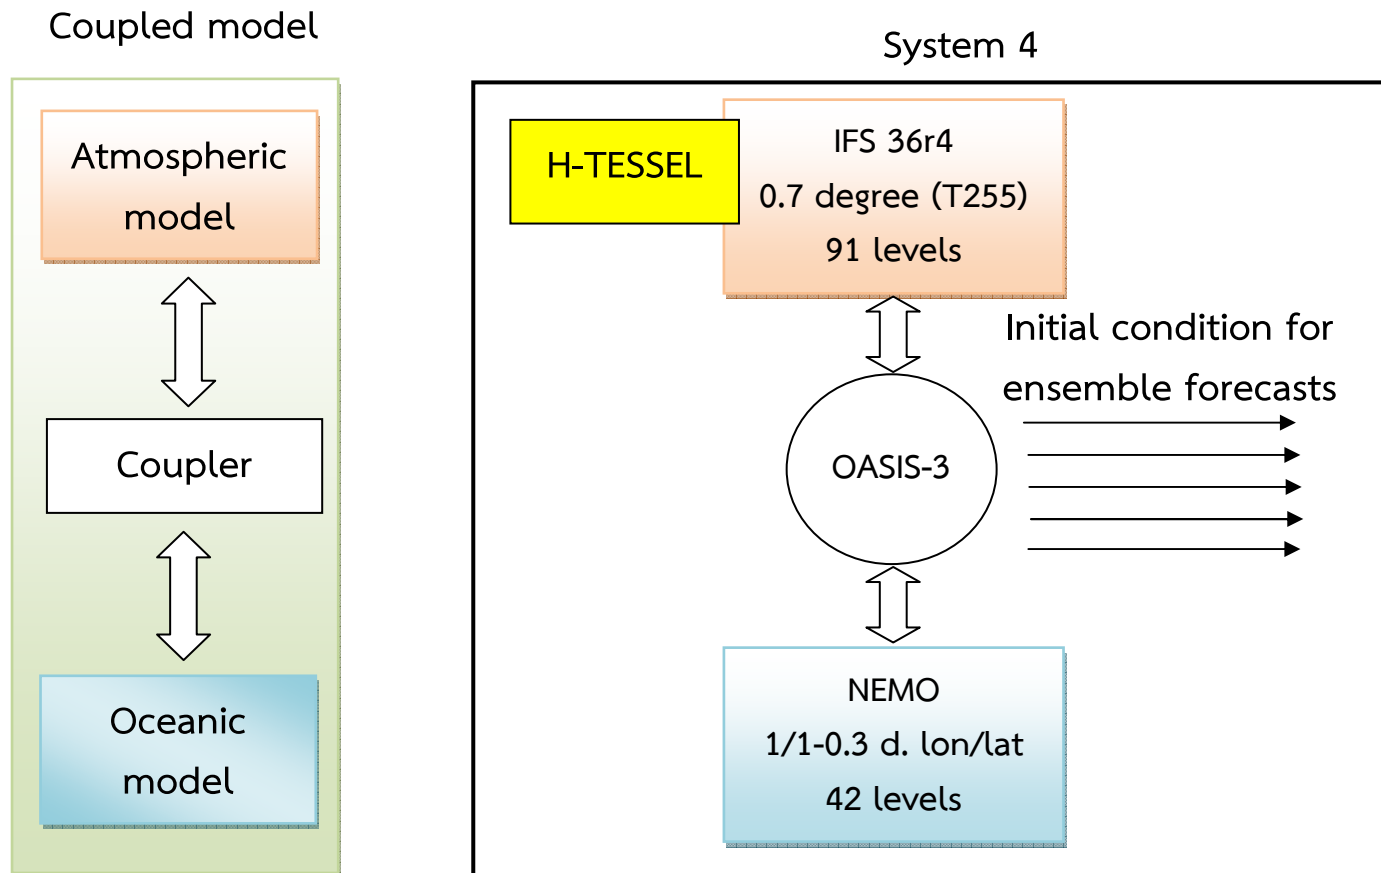 Coupled model
Atmospheric
model
Coupler
Oceanic
model
System 4
H-TESSEL
IFS 36r4
0.7 degree (T255)
91 levels
Initial condition for
ensemble forecasts
OASIS-3
NEMO
1/1-0.3 d. lon/lat
42 levels